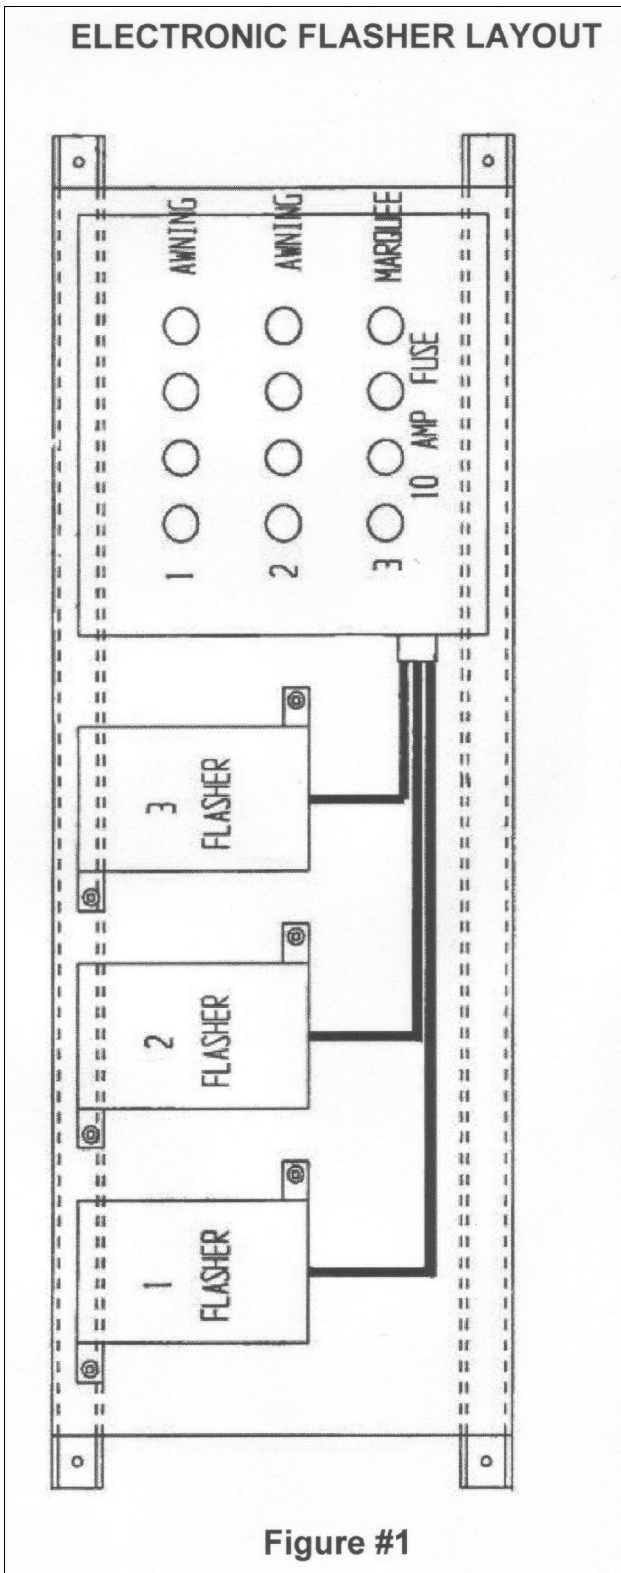 ELECTRONIC FLASHER LAYOUT
AWNING
AWNING
MARQUEE
10 AMP FUSE
1
2
3
3
FLASHER
2
FLASHER
1
FLASHER
Figure #1